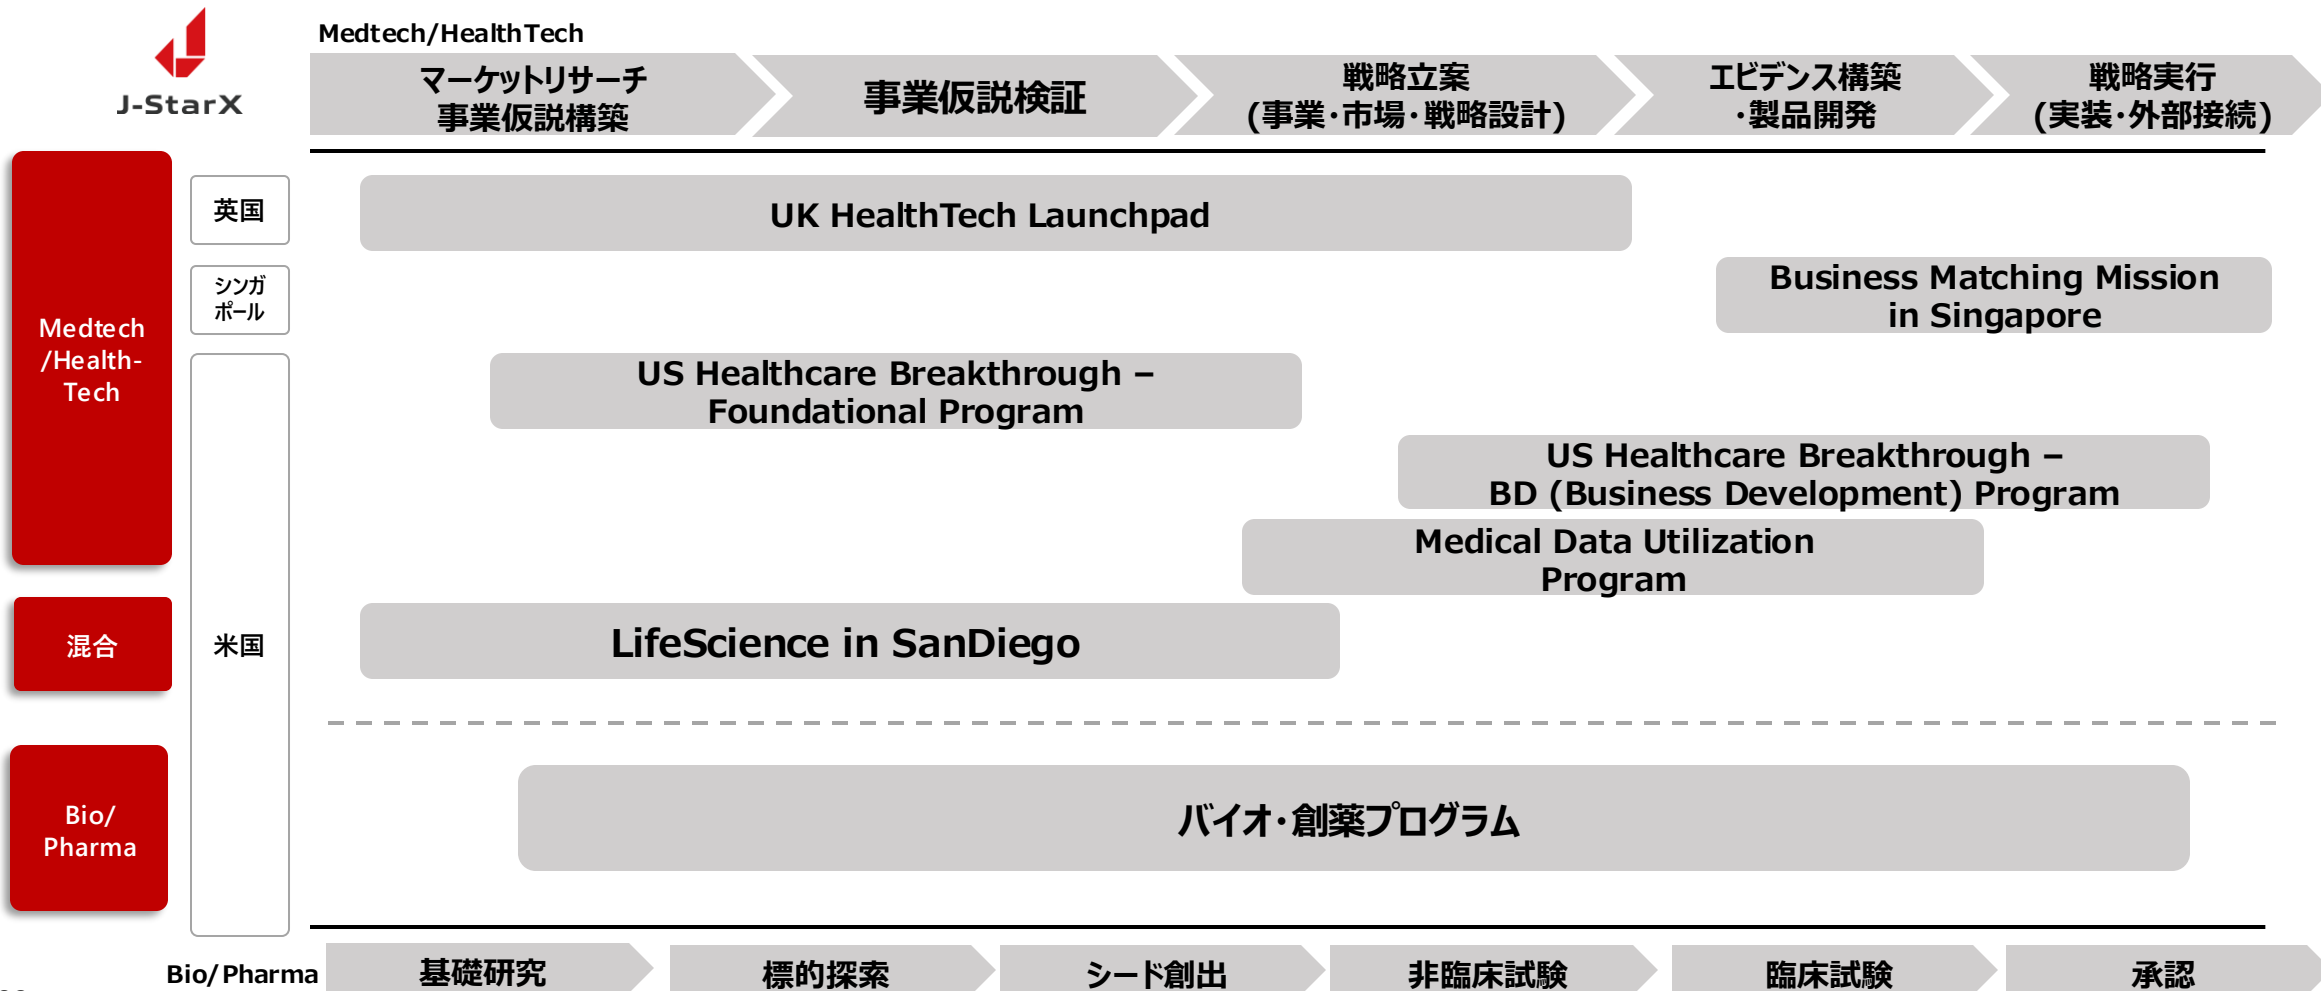 J-StarX
Medtech/HealthTech
マーケットリサーチ
事業仮説構築
事業仮説検証
戦略立案
(事業・市場・戦略設計)
エビデンス構築
・製品開発
戦略実行
(実装・外部接続)
Medtech
/Health-
Tech
英国
UK HealthTech Launchpad
シンガ
ポール
Business Matching Mission
in Singapore
US Healthcare Breakthrough –
Foundational Program
US Healthcare Breakthrough –
BD (Business Development) Program
Medical Data Utilization
Program
混合
米国
LifeScience in SanDiego
Bio/
Pharma
バイオ・創薬プログラム
Bio/Pharma
基礎研究
標的探索
シード創出
非臨床試験
臨床試験
承認